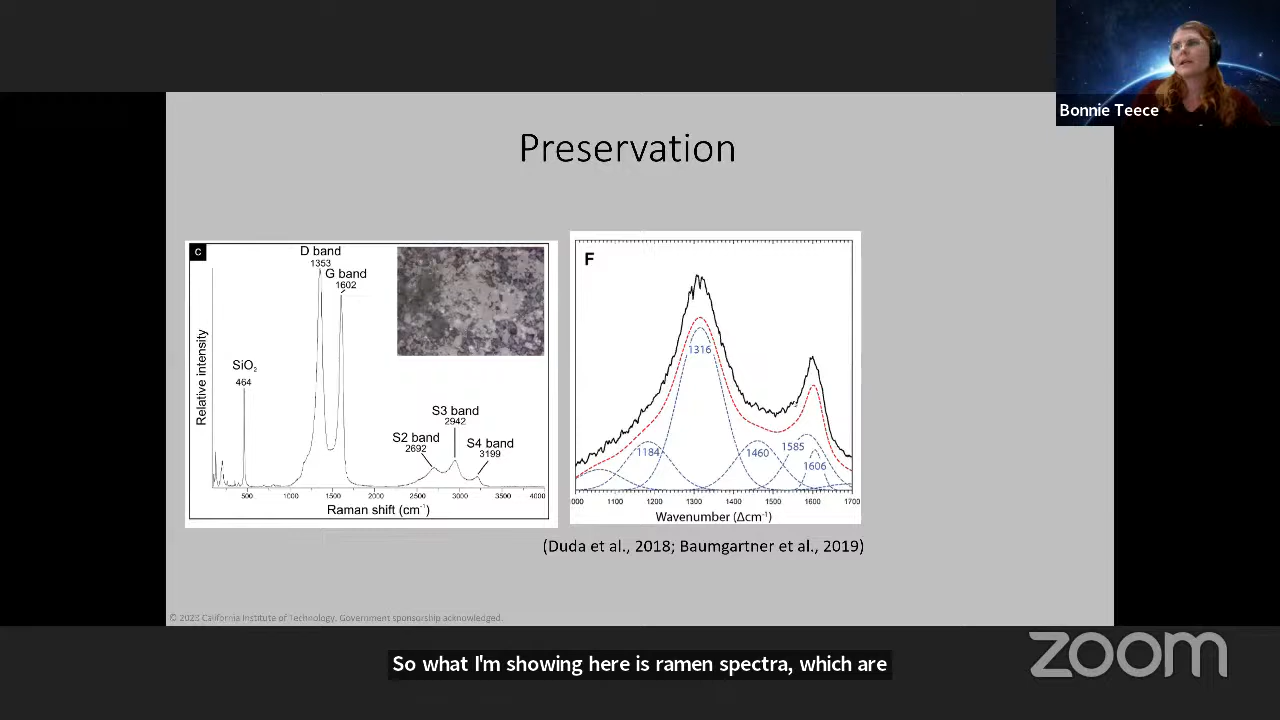 Bonnie Teece
Preservation
C
D band
1353
G band
1602
SiO₂
464
S3 band
2942
S2 band
2692
S4 band
3199
Relative intensity
500 1000 1500 2000 2500 3000 3500 4000
Raman shift (cm⁻¹)
F
1316
1184
1460
1585
1606
000 1100 1200 1300 1400 1500 1600 1700
Wavenumber (Δcm⁻¹)
(Duda et al., 2018; Baumgartner et al., 2019)
© 2023 California Institute of Technology. Government sponsorship acknowledged.
So what I'm showing here is ramen spectra, which are
zoom